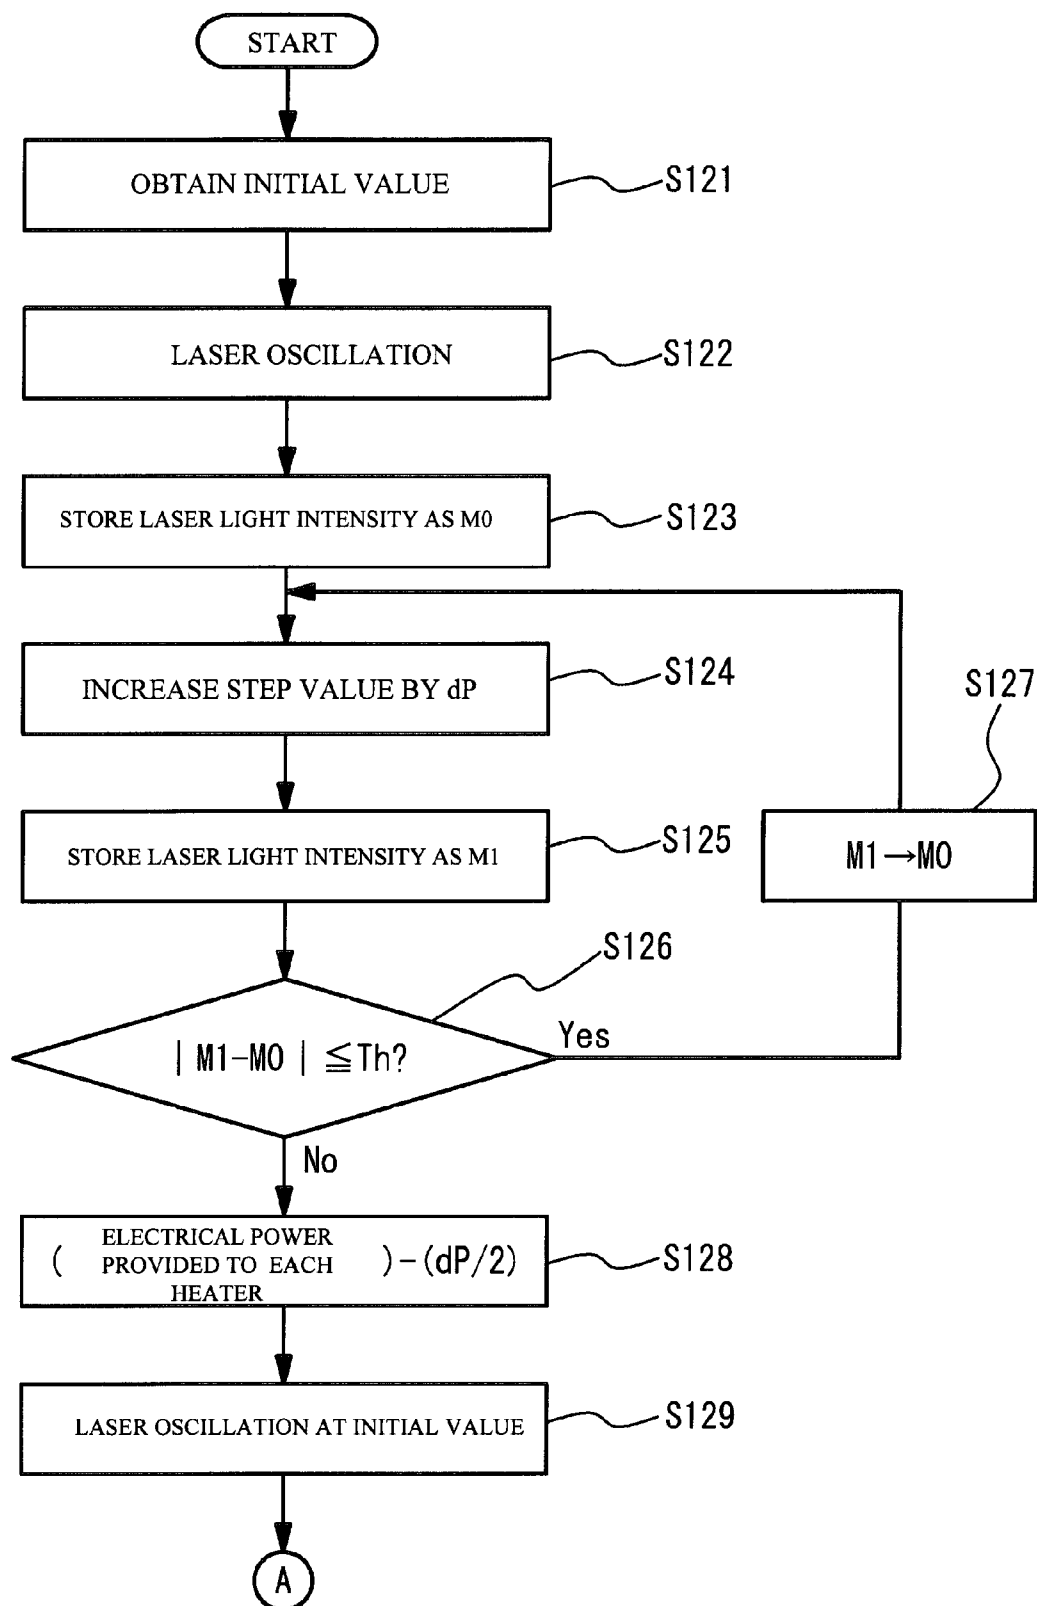 START
OBTAIN INITIAL VALUE
S121
LASER OSCILLATION
S122
STORE LASER LIGHT INTENSITY AS M0
S123
INCREASE STEP VALUE BY dP
S124
S127
STORE LASER LIGHT INTENSITY AS M1
S125
M1→M0
S126
| M1-M0 | ≦Th?
Yes
No
ELECTRICAL POWER
( PROVIDED TO EACH )-(dP/2)
HEATER
S128
LASER OSCILLATION AT INITIAL VALUE
S129
A